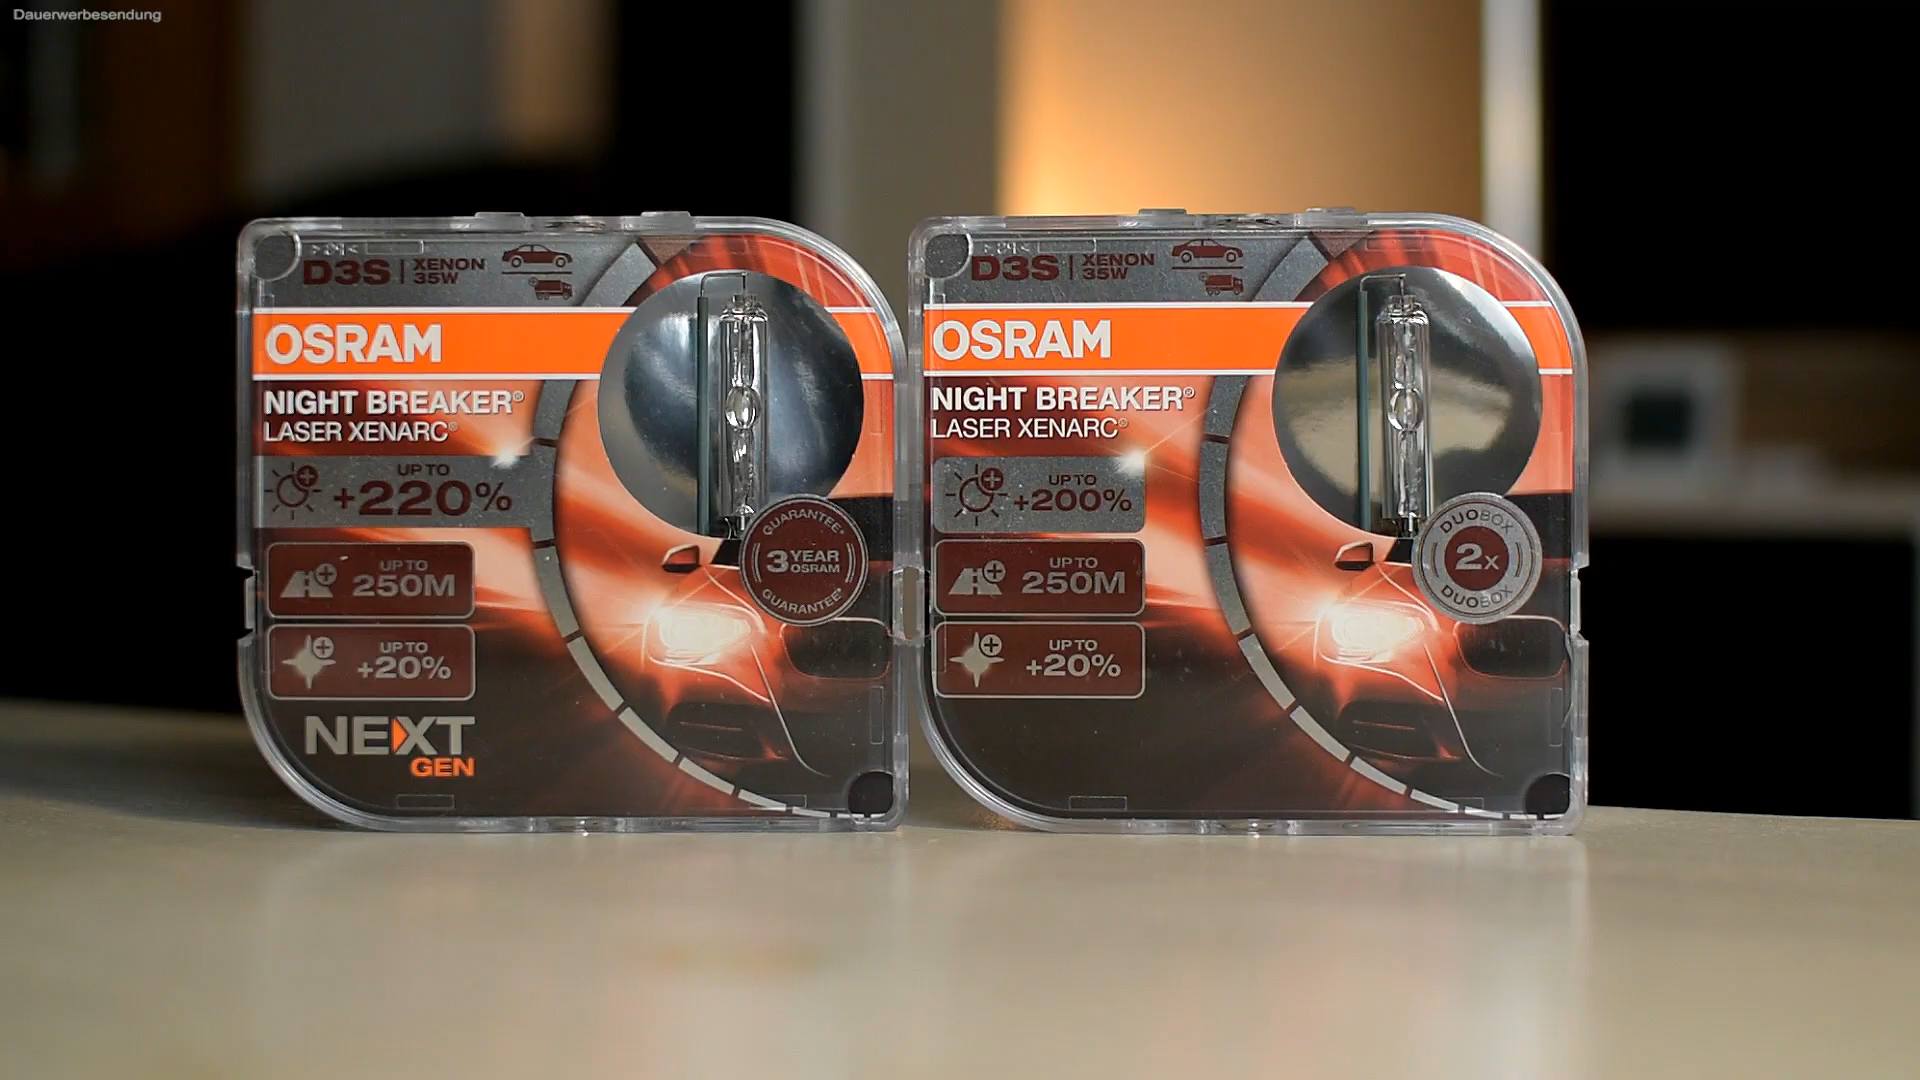 Dauerwerbesendung
D3S XENON
35W
OSRAM
NIGHT BREAKER®
LASER XENARC®
UP TO
+220%
UP TO
250M
UP TO
+20%
NEXT
GEN
GUARANTEE*
3 YEAR
OSRAM
GUARANTEE*
D3S XENON
35W
OSRAM
NIGHT BREAKER®
LASER XENARC®
UP TO
+200%
UP TO
250M
UP TO
+20%
DUOBOX
2x
DUOBOX